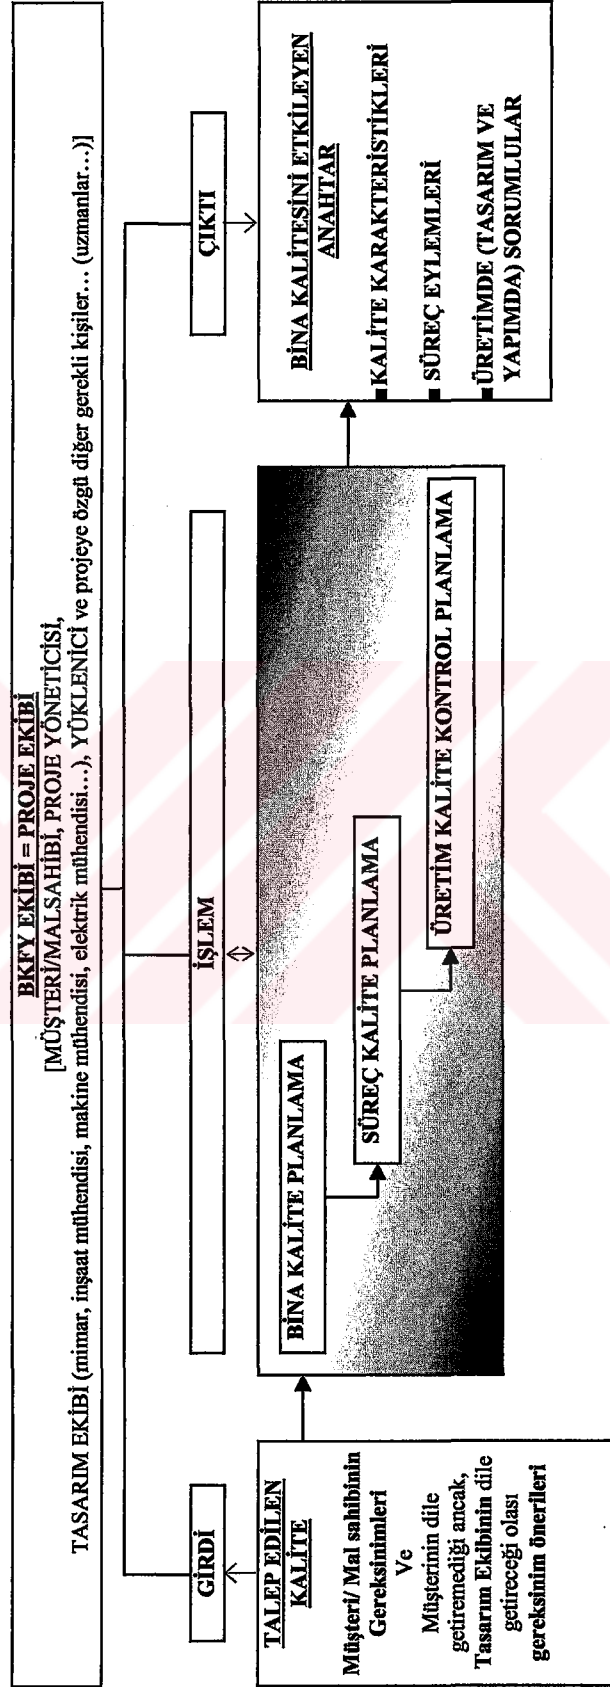 BKFY EKİBİ = PROJE EKİBİ
[MÜŞTERİ/MALSAHİBİ, PROJE YÖNETİCİSİ,
TASARIM EKİBİ (mimar, inşaat mühendisi, makine mühendisi, elektrik mühendisi...), YÜKLENİCİ ve projeye özgü diğer gerekli kişiler... (uzmanlar...)]
GİRDİ
İŞLEM
ÇIKTI
TALEP EDİLEN
KALİTE
Müşteri/ Mal sahibinin
Gereksinimleri
Ve
Müşterinin dile
getiremediği ancak,
Tasarım Ekibinin dile
getireceği olası
gereksinim önerileri
BİNA KALİTE PLANLAMA
SÜREÇ KALİTE PLANLAMA
ÜRETİM KALİTE KONTROL PLANLAMA
BİNA KALİTESİNİ ETKİLEYEN
ANAHTAR
■KALİTE KARAKTERİSTİKLERİ
■ SÜREÇ EYLEMLERİ
■ÜRETİMDE (TASARIM VE
YAPIMDA) SORUMLULAR